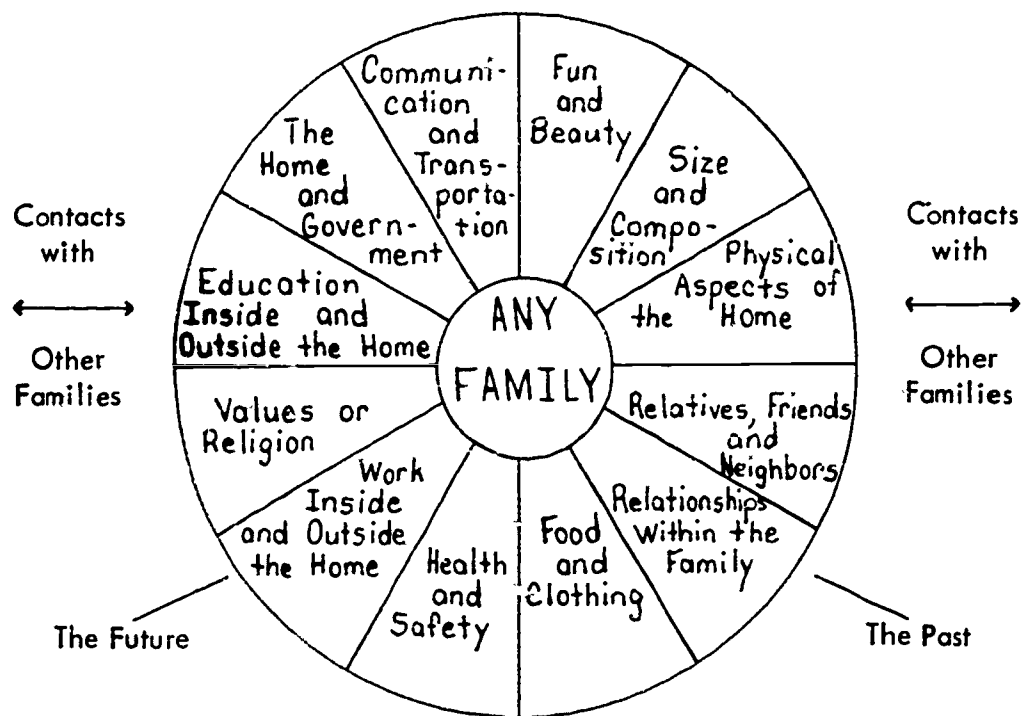 Communi-
cation
and
Trans-
porta-
tion
Fun
and
Beauty
Size
and
Compo-
sition
Physical
Aspects of
the Home
Relatives, Friends
and
Neighbors
Relationships
Within the
Family
Food
and
Clothing
Health
and
Safety
Work
Inside
and Outside
the Home
Values or
Religion
Education
Inside and
Outside the Home
The
Home
and
Govern-
ment
ANY
FAMILY
Contacts
with
Other
Families
Contacts
with
Other
Families
The Future
The Past